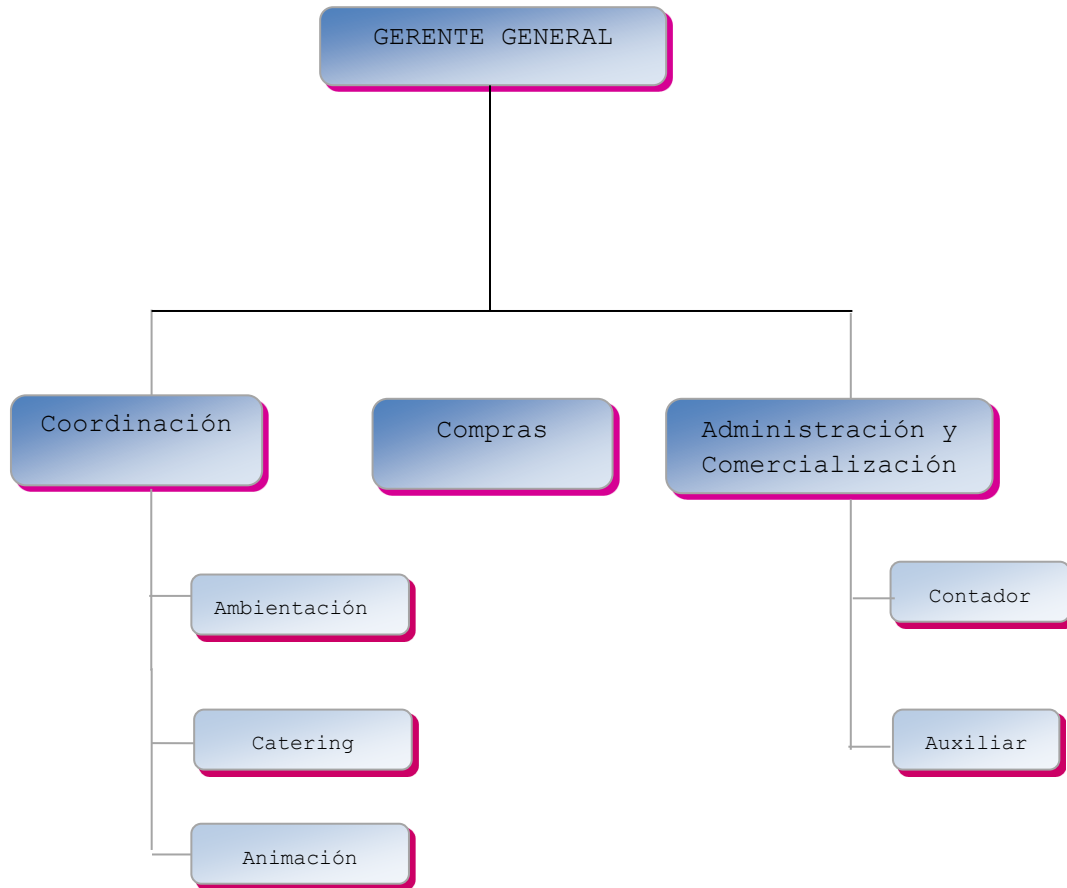 GERENTE GENERAL
Coordinación
Compras
Administración y
Comercialización
Ambientación
Contador
Catering
Auxiliar
Animación